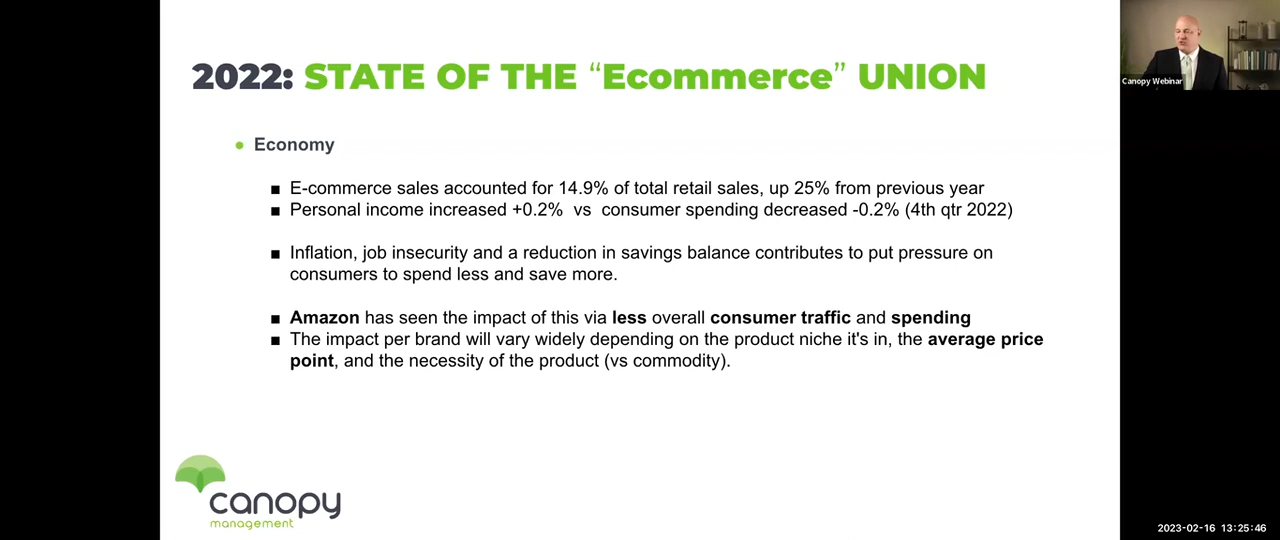 2022: STATE OF THE “Ecommerce” UNION
Canopy Webinar
● Economy
■ E-commerce sales accounted for 14.9% of total retail sales, up 25% from previous year
■ Personal income increased +0.2% vs consumer spending decreased -0.2% (4th qtr 2022)
■ Inflation, job insecurity and a reduction in savings balance contributes to put pressure on
consumers to spend less and save more.
■ Amazon has seen the impact of this via less overall consumer traffic and spending
■ The impact per brand will vary widely depending on the product niche it's in, the average price
point, and the necessity of the product (vs commodity).
canopy
management
2023-02-16 13:25:46